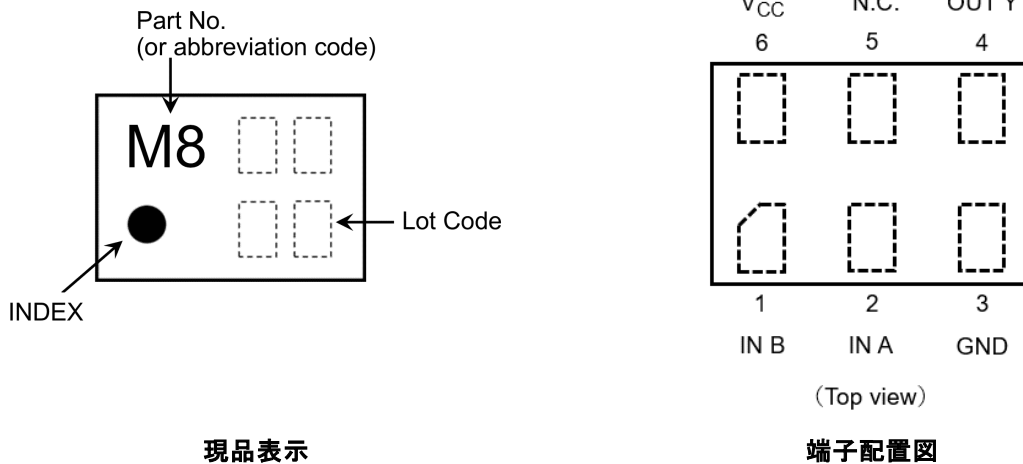 Part No.
(or abbreviation code)
M8
Lot Code
INDEX
現品表示
VCC N.C. OUT Y
6 5 4
1 2 3
IN B IN A GND
（Top view）
端子配置図